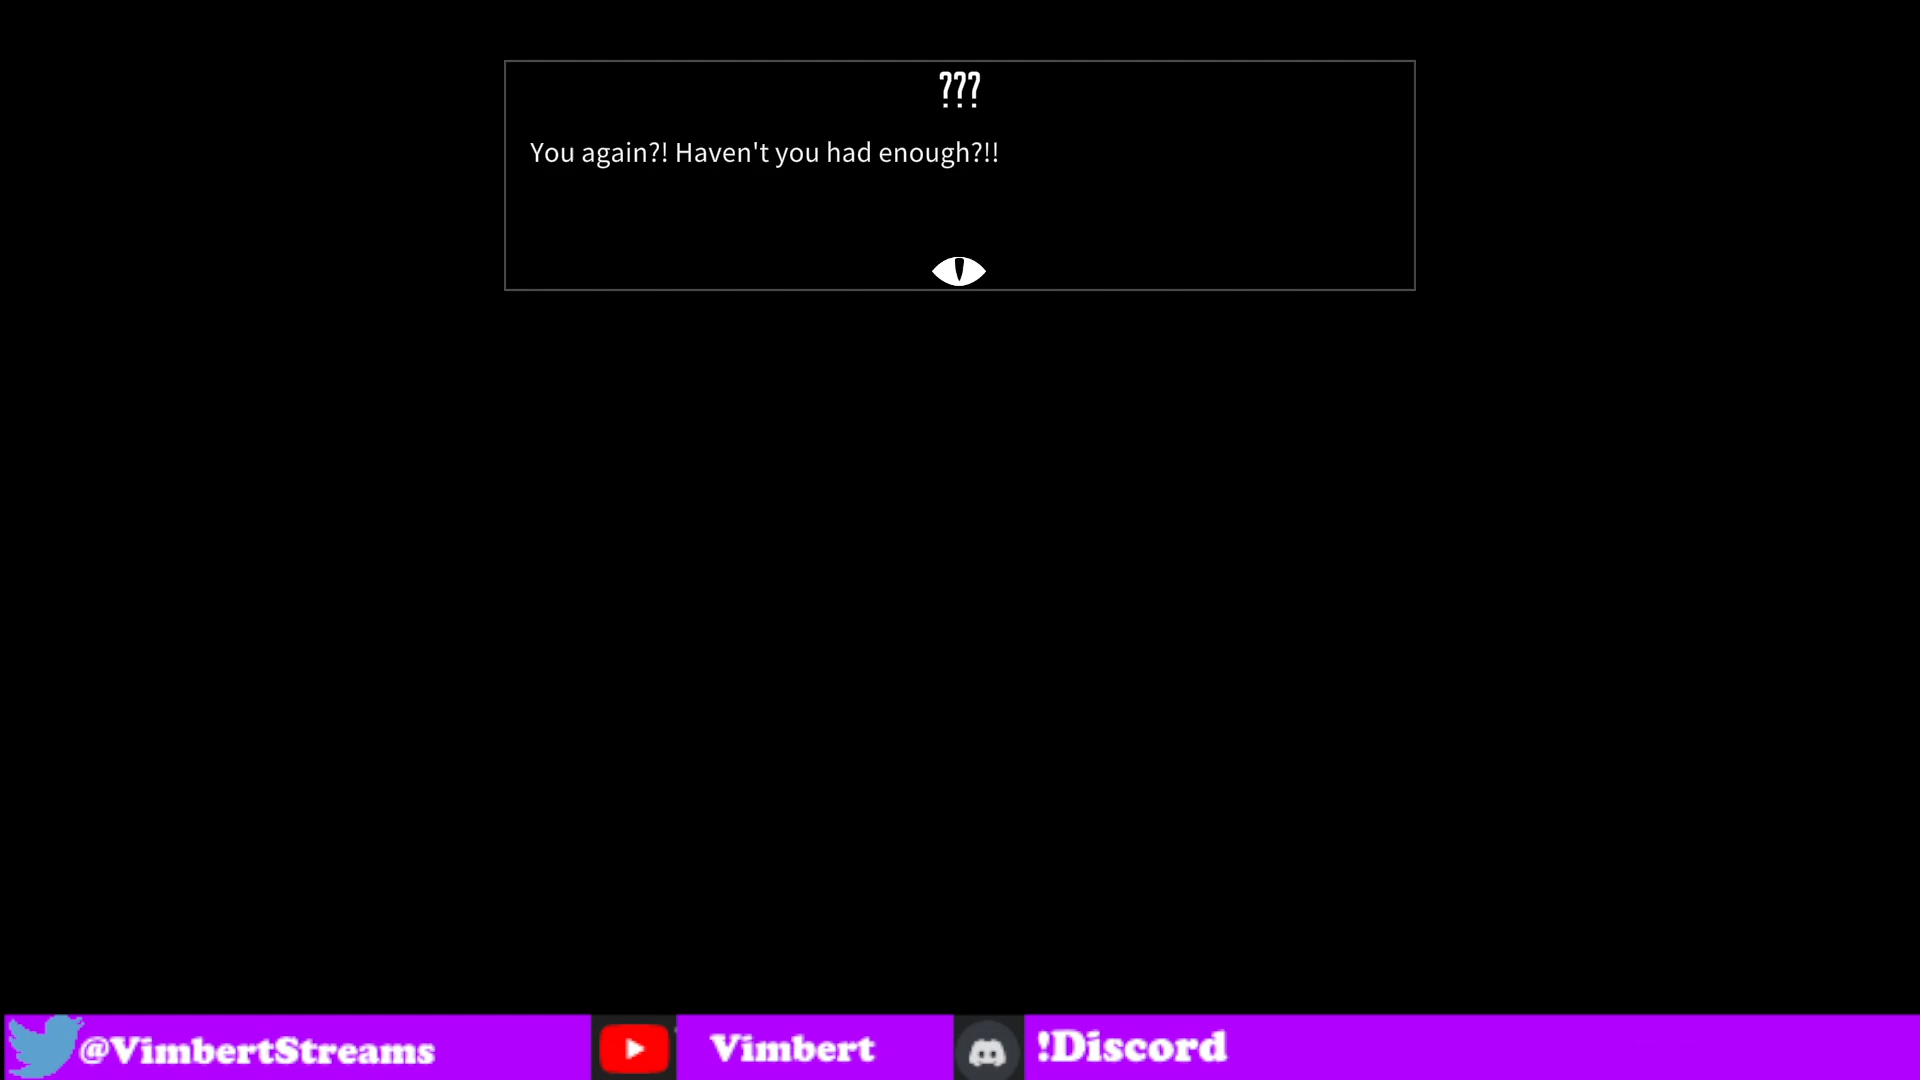 ???
You again?! Haven't you had enough?!!
@VimbertStreams
Vimbert
!Discord